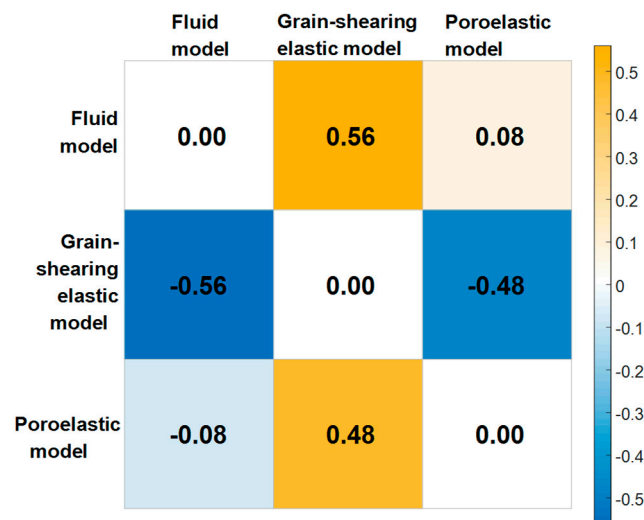 Fluid
model
Grain-shearing
elastic model
Poroelastic
model
Fluid
model
0.00
0.56
0.08
Grain-
shearing
elastic
model
-0.56
0.00
-0.48
Poroelastic
model
-0.08
0.48
0.00
0.5
0.4
0.3
0.2
0.1
0
-0.1
-0.2
-0.3
-0.4
-0.5